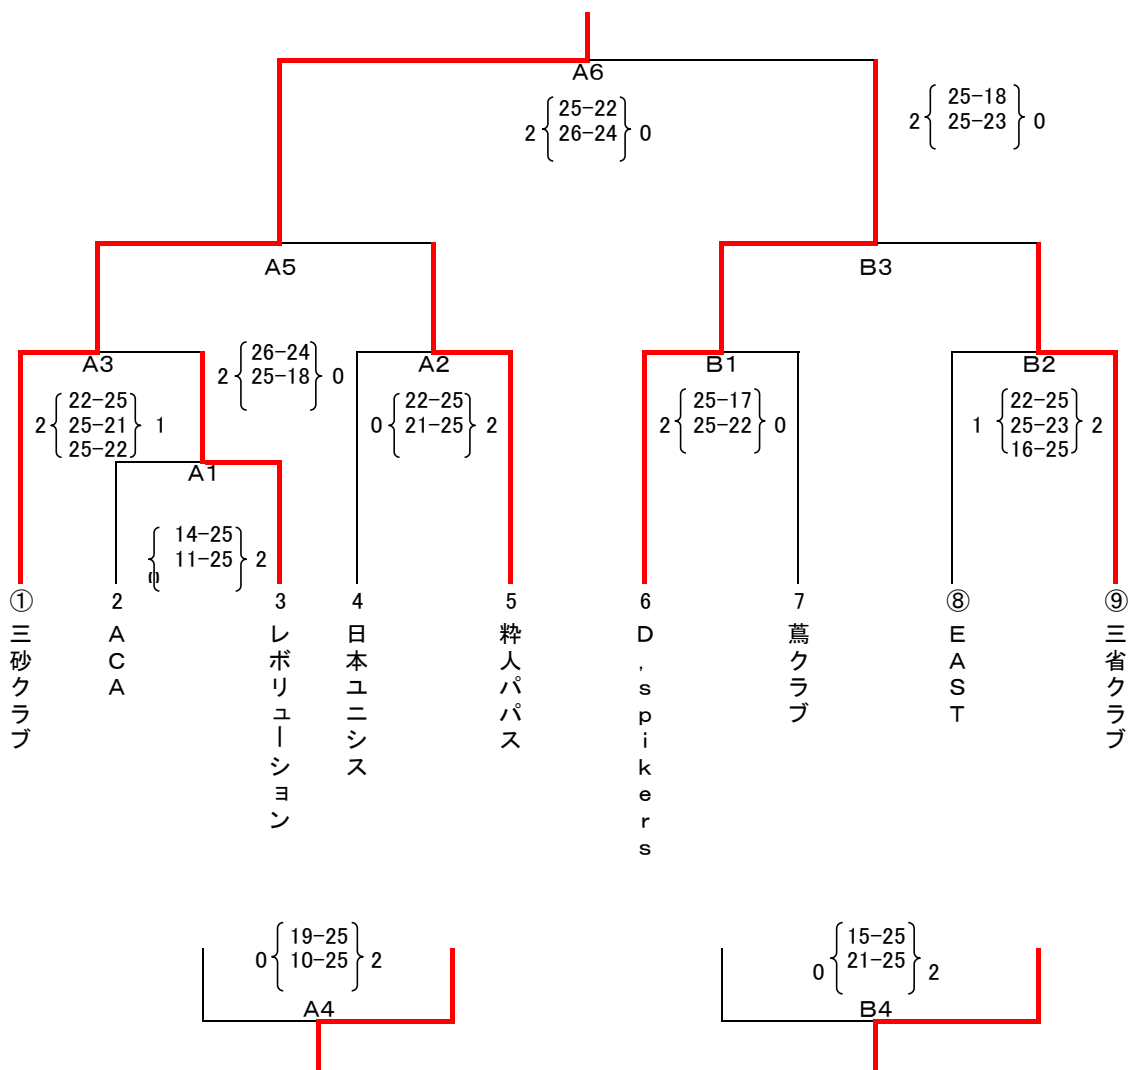 A6
25-22
2 26-24 0
25-18
2 25-23 0
A5
B3
A3
26-24
2 25-18 0
A2
B1
B2
22-25
2 25-21 1
25-22
22-25
0 21-25 2
25-17
2 25-22 0
22-25
1 25-23 2
16-25
A1
14-25
11-25 2
0
① 2 3 4 5 6 7 ⑧ ⑨
三砂クラブ
ACA
レボリューション
日本ユニシス
粋人パパス
D,spikers
蔦クラブ
EAST
三省クラブ
19-25
0 10-25 2
A4
15-25
21-25
0 2
B4